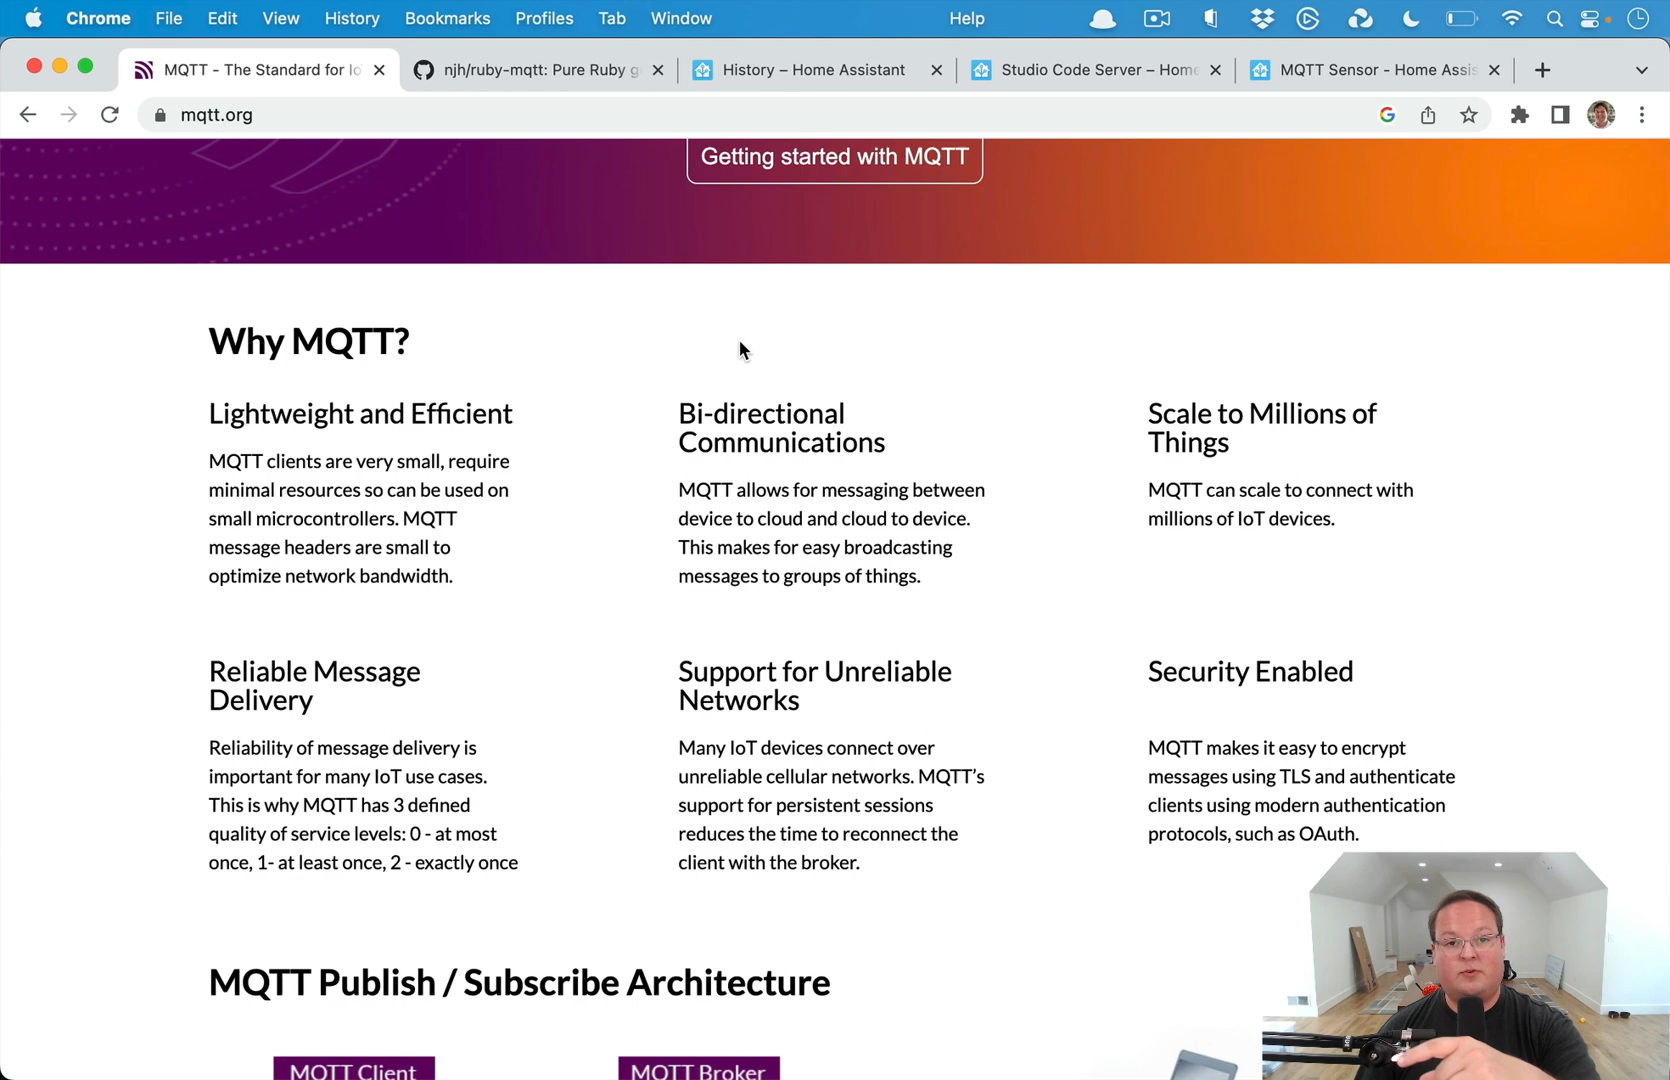 Chrome File Edit View History Bookmarks Profiles Tab Window Help
MQTT - The Standard for Io
njh/ruby-mqtt: Pure Ruby g
History – Home Assistant
Studio Code Server – Home
MQTT Sensor - Home Assis
mqtt.org
Getting started with MQTT
Why MQTT?
Lightweight and Efficient
MQTT clients are very small, require
minimal resources so can be used on
small microcontrollers. MQTT
message headers are small to
optimize network bandwidth.
Bi-directional
Communications
MQTT allows for messaging between
device to cloud and cloud to device.
This makes for easy broadcasting
messages to groups of things.
Scale to Millions of
Things
MQTT can scale to connect with
millions of IoT devices.
Reliable Message
Delivery
Reliability of message delivery is
important for many IoT use cases.
This is why MQTT has 3 defined
quality of service levels: 0 - at most
once, 1- at least once, 2 - exactly once
Support for Unreliable
Networks
Many IoT devices connect over
unreliable cellular networks. MQTT’s
support for persistent sessions
reduces the time to reconnect the
client with the broker.
Security Enabled
MQTT makes it easy to encrypt
messages using TLS and authenticate
clients using modern authentication
protocols, such as OAuth.
MQTT Publish / Subscribe Architecture
MQTT Client
MQTT Broker